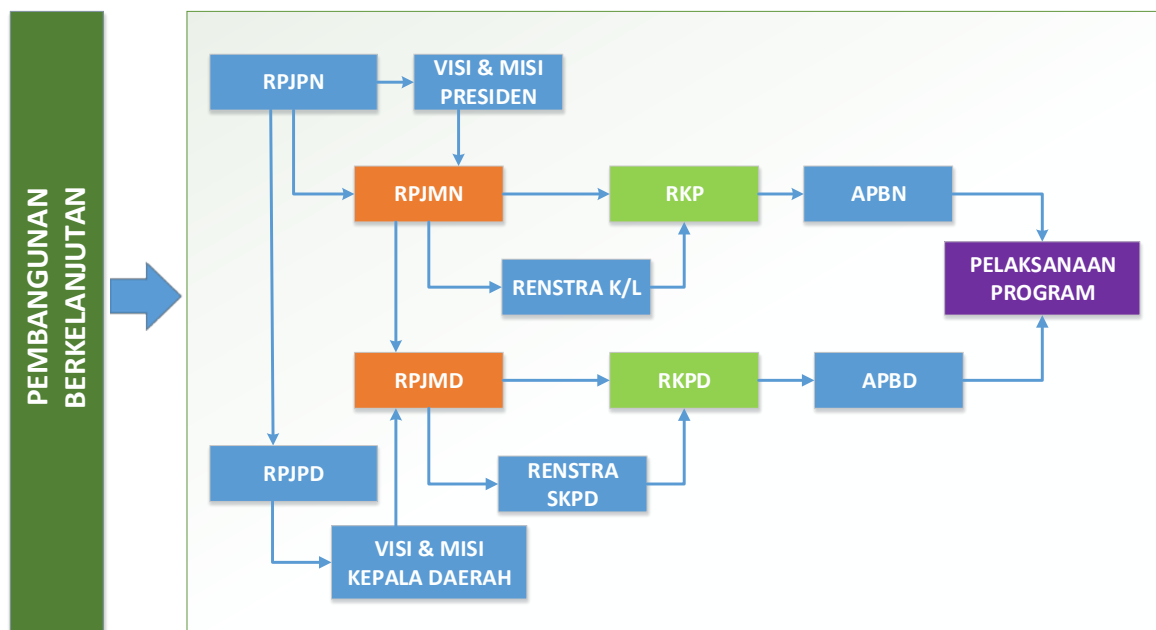 PEMBANGUNAN
BERKELANJUTAN
RPJPN
VISI & MISI
PRESIDEN
RPJMN
RKP
APBN
RENSTRA K/L
PELAKSANAAN
PROGRAM
RPJMD
RKPD
APBD
RPJPD
RENSTRA
SKPD
VISI & MISI
KEPALA DAERAH